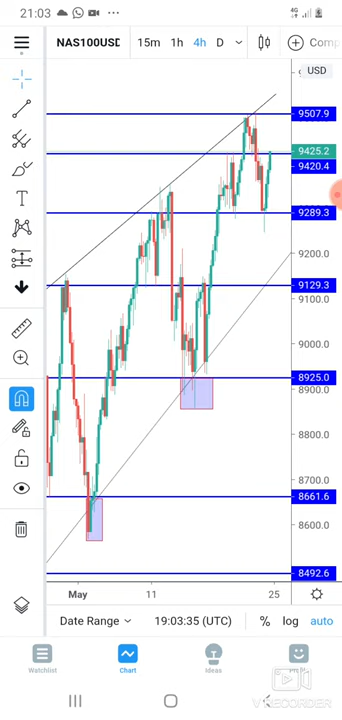 21:03
4G
NAS100USD 15m 1h 4h D Comp
USD
9507.9
9425.2
9420.4
9289.3
9200.0
9129.3
9100.0
9000.0
8925.0
8900.0
8800.0
8700.0
8661.6
8600.0
8492.6
May 11 25
Date Range 19:03:35 (UTC) % log auto
Watchlist Chart Ideas
V RECORDER